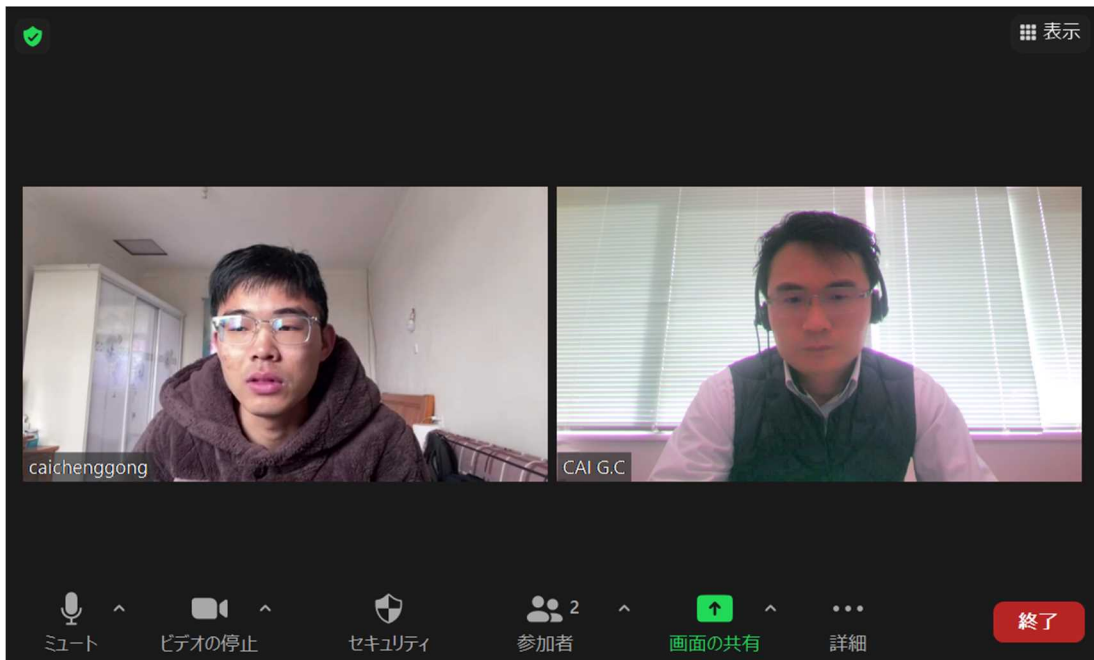 表示
caichenggong
CAI G.C
ミュート
ビデオの停止
セキュリティ
参加者
2
画面の共有
詳細
終了